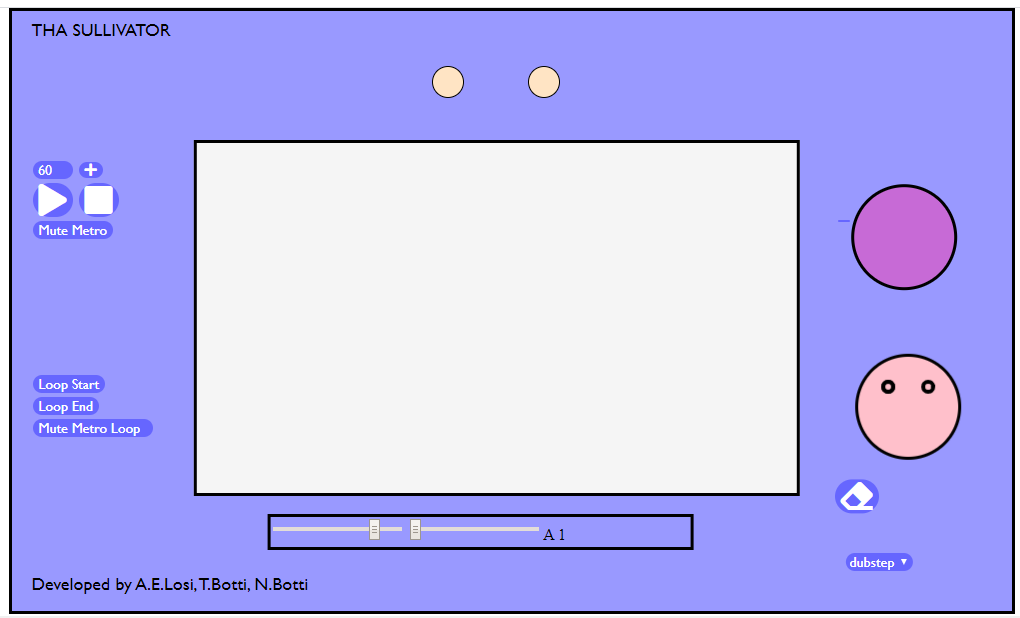 THA SULLIVATOR
60
Mute Metro
Loop Start
Loop End
Mute Metro Loop
A 1
dubstep
Developed by A.E.Losi, T.Botti, N.Botti